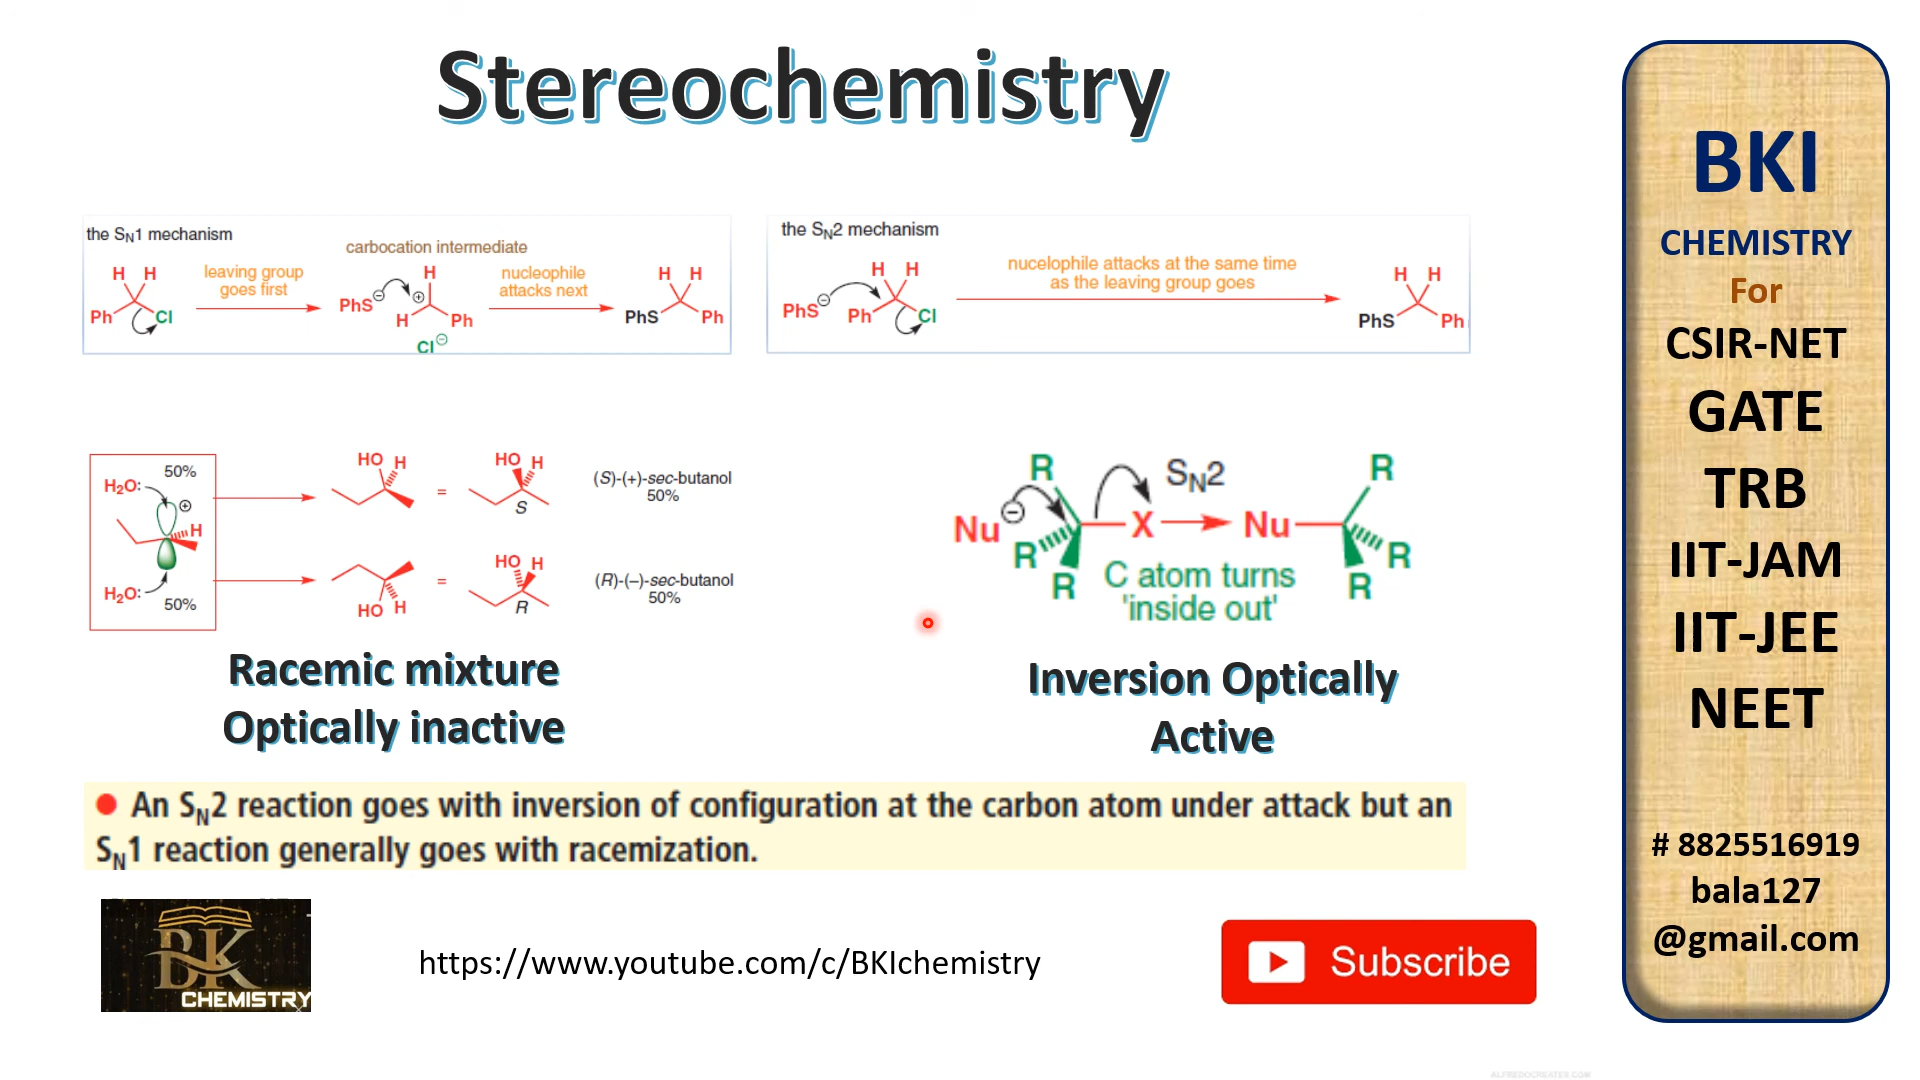 Stereochemistry
the SN1 mechanism
carbocation intermediate
H H
Ph Cl
leaving group
goes first
PhS⊖
H
⊕
H Ph
Cl⊖
nucleophile
attacks next
H H
PhS Ph
the SN2 mechanism
PhS⊖
H H
Ph Cl
nucelophile attacks at the same time
as the leaving group goes
H H
PhS Ph
50%
H2O:
⊕
H
H2O:
50%
HO H
=
HO H
S
(S)-(+)-sec-butanol
50%
HO H
=
HO H
R
(R)-(–)-sec-butanol
50%
Racemic mixture
Optically inactive
R
SN2
Nu⊖
X
Nu
R
R
R
R
R
R
C atom turns
'inside out'
Inversion Optically
Active
● An SN2 reaction goes with inversion of configuration at the carbon atom under attack but an
SN1 reaction generally goes with racemization.
BK
CHEMISTRY
https://www.youtube.com/c/BKIchemistry
Subscribe
BKI
CHEMISTRY
For
CSIR-NET
GATE
TRB
IIT-JAM
IIT-JEE
NEET
# 8825516919
bala127
@gmail.com
ALFREDOCREATES.COM